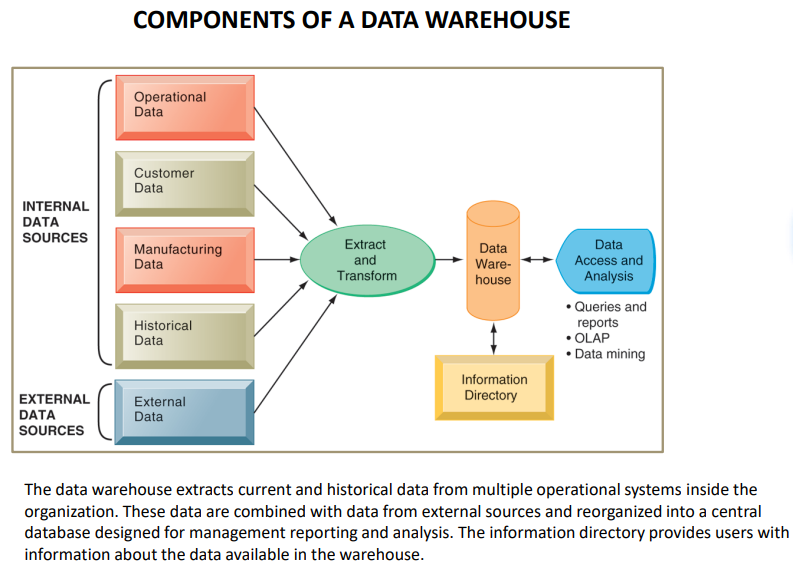 COMPONENTS OF A DATA WAREHOUSE
INTERNAL
DATA
SOURCES
Operational
Data
Customer
Data
Manufacturing
Data
Historical
Data
EXTERNAL
DATA
SOURCES
External
Data
Extract
and
Transform
Data
Ware-
house
Information
Directory
Data
Access and
Analysis
• Queries and
reports
• OLAP
• Data mining
The data warehouse extracts current and historical data from multiple operational systems inside the
organization. These data are combined with data from external sources and reorganized into a central
database designed for management reporting and analysis. The information directory provides users with
information about the data available in the warehouse.